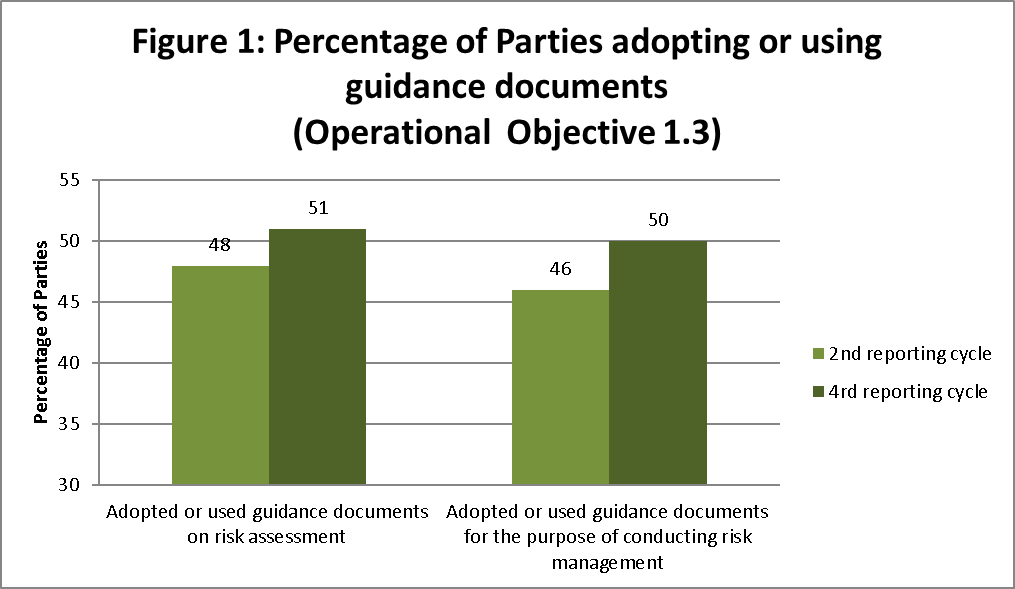 Figure 1: Percentage of Parties adopting or using
guidance documents
(Operational Objective 1.3)
Percentage of Parties
55
50
45
40
35
30
48
51
46
50
Adopted or used guidance documents
on risk assessment
Adopted or used guidance documents
for the purpose of conducting risk
management
2nd reporting cycle
4rd reporting cycle